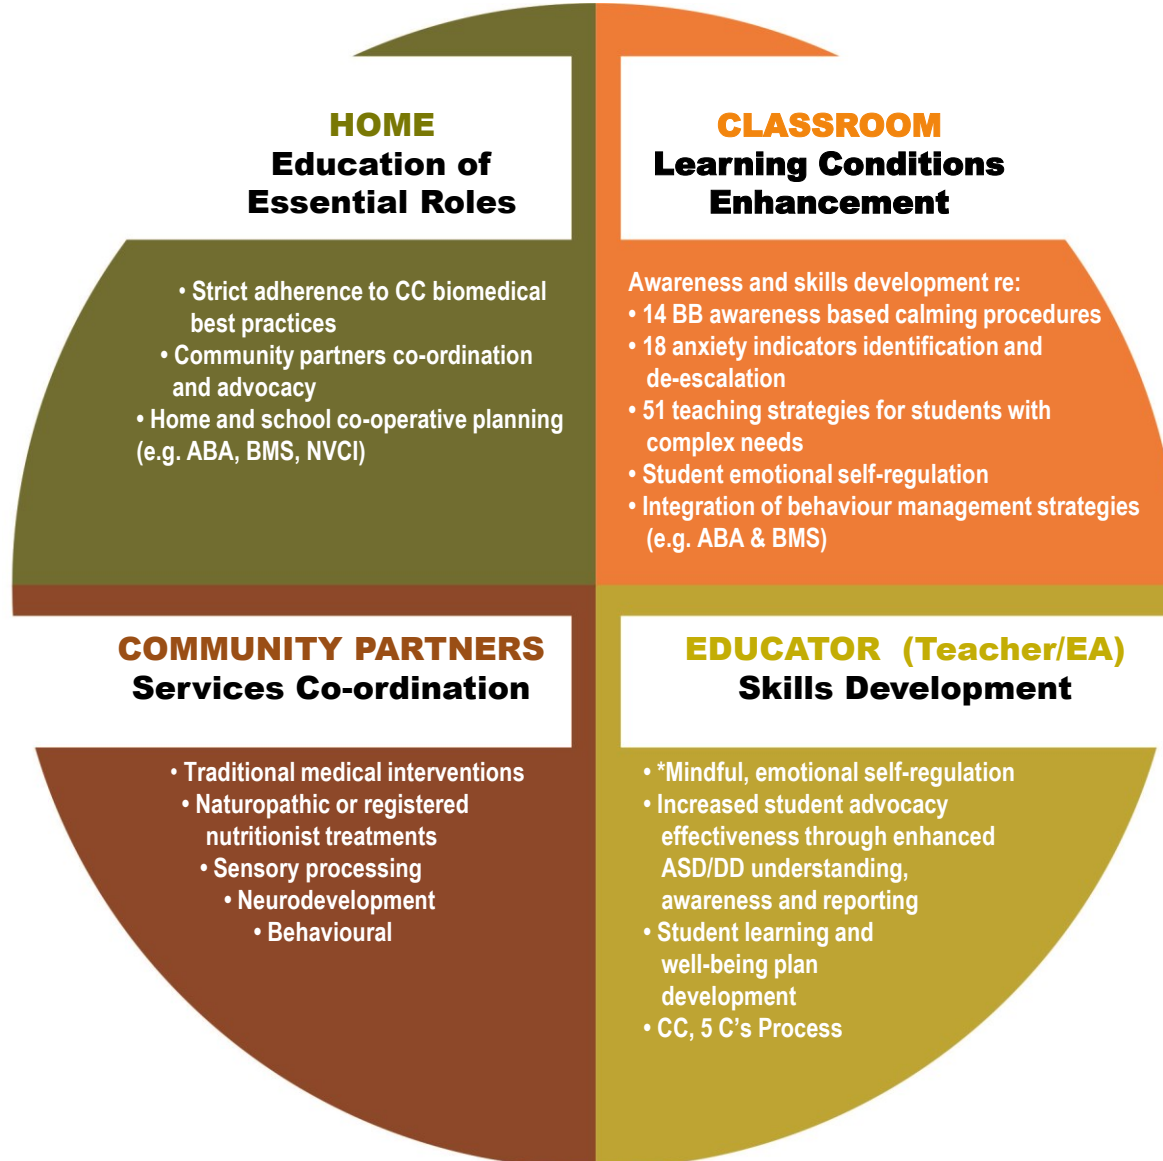 HOME
Education of
Essential Roles
• Strict adherence to CC biomedical
best practices
• Community partners co-ordination
and advocacy
• Home and school co-operative planning
(e.g. ABA, BMS, NVCI)
CLASSROOM
Learning Conditions
Enhancement
Awareness and skills development re:
• 14 BB awareness based calming procedures
• 18 anxiety indicators identification and
de-escalation
• 51 teaching strategies for students with
complex needs
• Student emotional self-regulation
• Integration of behaviour management strategies
(e.g. ABA & BMS)
COMMUNITY PARTNERS
Services Co-ordination
• Traditional medical interventions
• Naturopathic or registered
nutritionist treatments
• Sensory processing
• Neurodevelopment
• Behavioural
EDUCATOR (Teacher/EA)
Skills Development
• *Mindful, emotional self-regulation
• Increased student advocacy
effectiveness through enhanced
ASD/DD understanding,
awareness and reporting
• Student learning and
well-being plan
development
• CC, 5 C’s Process